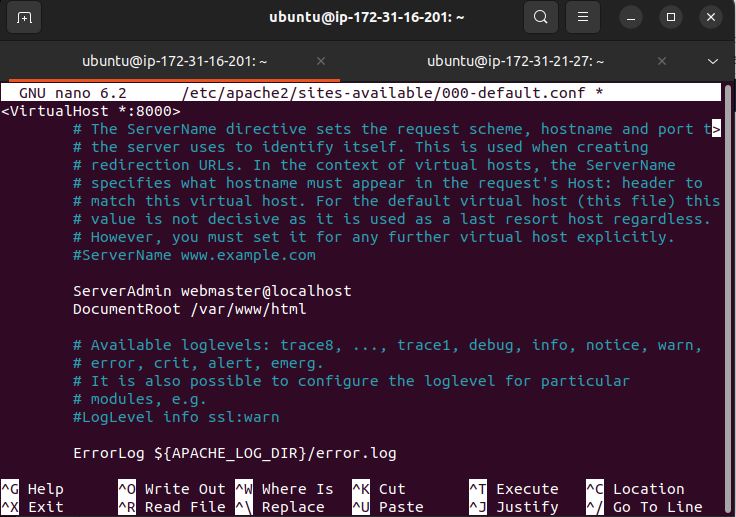 ubuntu@ip-172-31-16-201: ~
ubuntu@ip-172-31-16-201: ~ × ubuntu@ip-172-31-21-27: ~ ×
GNU nano 6.2 /etc/apache2/sites-available/000-default.conf *
<VirtualHost *:8000>
# The ServerName directive sets the request scheme, hostname and port t>
# the server uses to identify itself. This is used when creating
# redirection URLs. In the context of virtual hosts, the ServerName
# specifies what hostname must appear in the request's Host: header to
# match this virtual host. For the default virtual host (this file) this
# value is not decisive as it is used as a last resort host regardless.
# However, you must set it for any further virtual host explicitly.
#ServerName www.example.com
ServerAdmin webmaster@localhost
DocumentRoot /var/www/html
# Available loglevels: trace8, ..., trace1, debug, info, notice, warn,
# error, crit, alert, emerg.
# It is also possible to configure the loglevel for particular
# modules, e.g.
#LogLevel info ssl:warn
ErrorLog ${APACHE_LOG_DIR}/error.log
^G Help ^O Write Out ^W Where Is ^K Cut ^T Execute ^C Location
^X Exit ^R Read File ^\ Replace ^U Paste ^J Justify ^/ Go To Line